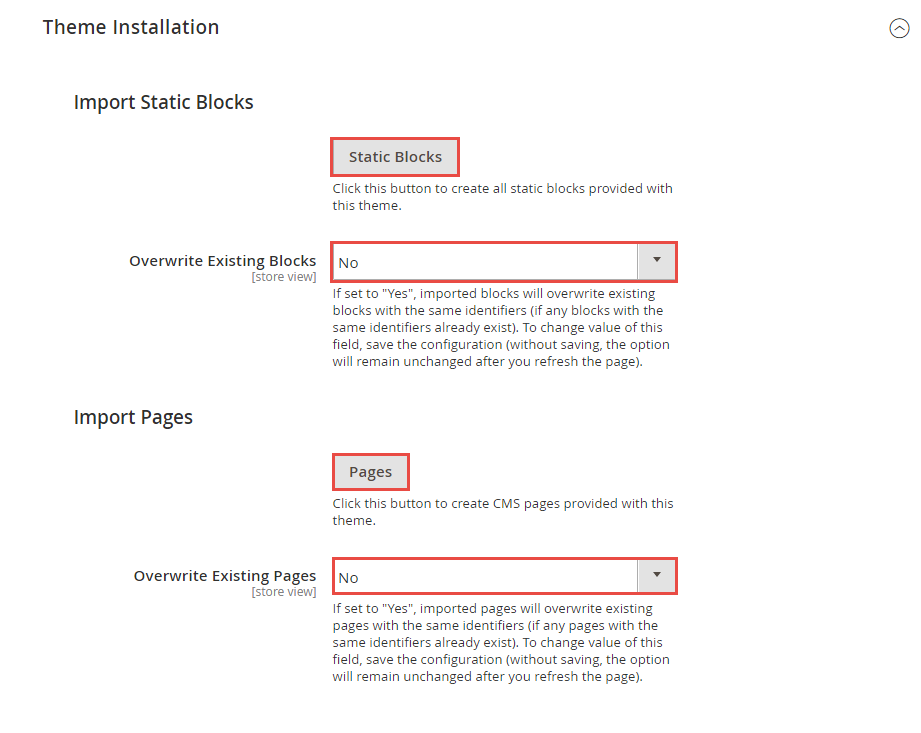 Theme Installation
Import Static Blocks
Static Blocks
Click this button to create all static blocks provided with
this theme.
Overwrite Existing Blocks
[store view]
No
If set to "Yes", imported blocks will overwrite existing
blocks with the same identifiers (if any blocks with the
same identifiers already exist). To change value of this
field, save the configuration (without saving, the option
will remain unchanged after you refresh the page).
Import Pages
Pages
Click this button to create CMS pages provided with this
theme.
Overwrite Existing Pages
[store view]
No
If set to "Yes", imported pages will overwrite existing
pages with the same identifiers (if any pages with the
same identifiers already exist). To change value of this
field, save the configuration (without saving, the option
will remain unchanged after you refresh the page).